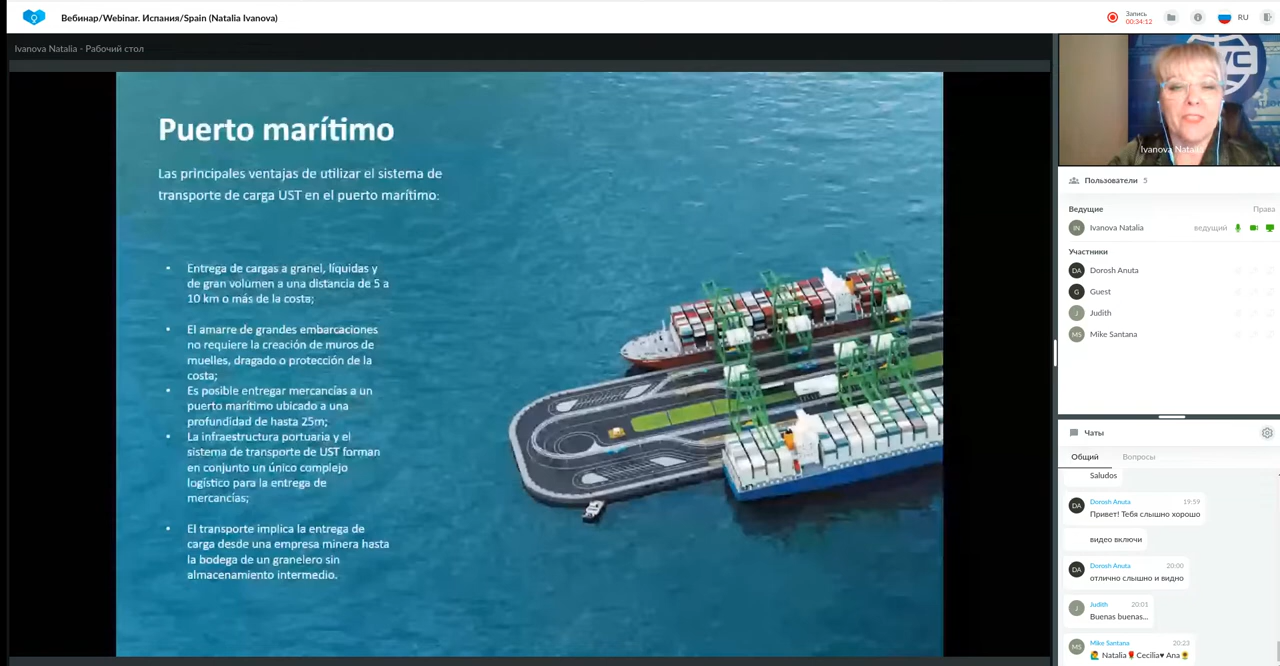 Вебинар/Webinar. Испания/Spain (Natalia Ivanova)
Запись
00:34:12
RU
Ivanova Natalia - Рабочий стол
Puerto marítimo
Las principales ventajas de utilizar el sistema de
transporte de carga UST en el puerto marítimo:
• Entrega de cargas a granel, líquidas y
de gran volumen a una distancia de 5 a
10 km o más de la costa;
• El amarre de grandes embarcaciones
no requiere la creación de muros de
muelles, dragado o protección de la
costa;
• Es posible entregar mercancías a un
puerto marítimo ubicado a una
profundidad de hasta 25m;
• La infraestructura portuaria y el
sistema de transporte de UST forman
en conjunto un único complejo
logístico para la entrega de
mercancías;
• El transporte implica la entrega de
carga desde una empresa minera hasta
la bodega de un granelero sin
almacenamiento intermedio.
Ivanova Natalia
Пользователи 5
Ведущие Права
IN Ivanova Natalia ведущий
Участники
DA Dorosh Anuta
G Guest
J Judith
MS Mike Santana
Чаты
Общий Вопросы
Saludos
DA Dorosh Anuta 19:59
Привет! Тебя слышно хорошо
видео включи
DA Dorosh Anuta 20:00
отлично слышно и видно
J Judith 20:01
Buenas buenas...
MS Mike Santana 20:23
🙋‍♂️ Natalia🌹Cecilia♥ Ana🌻